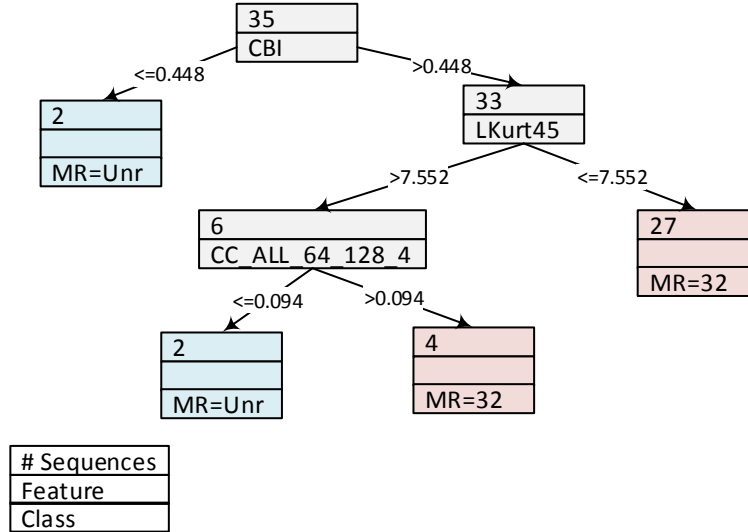 35
CBI
<=0.448
>0.448
2
MR=Unr
33
LKurt45
>7.552
<=7.552
6
CC_ALL_64_128_4
27
MR=32
<=0.094
>0.094
2
MR=Unr
4
MR=32
# Sequences
Feature
Class